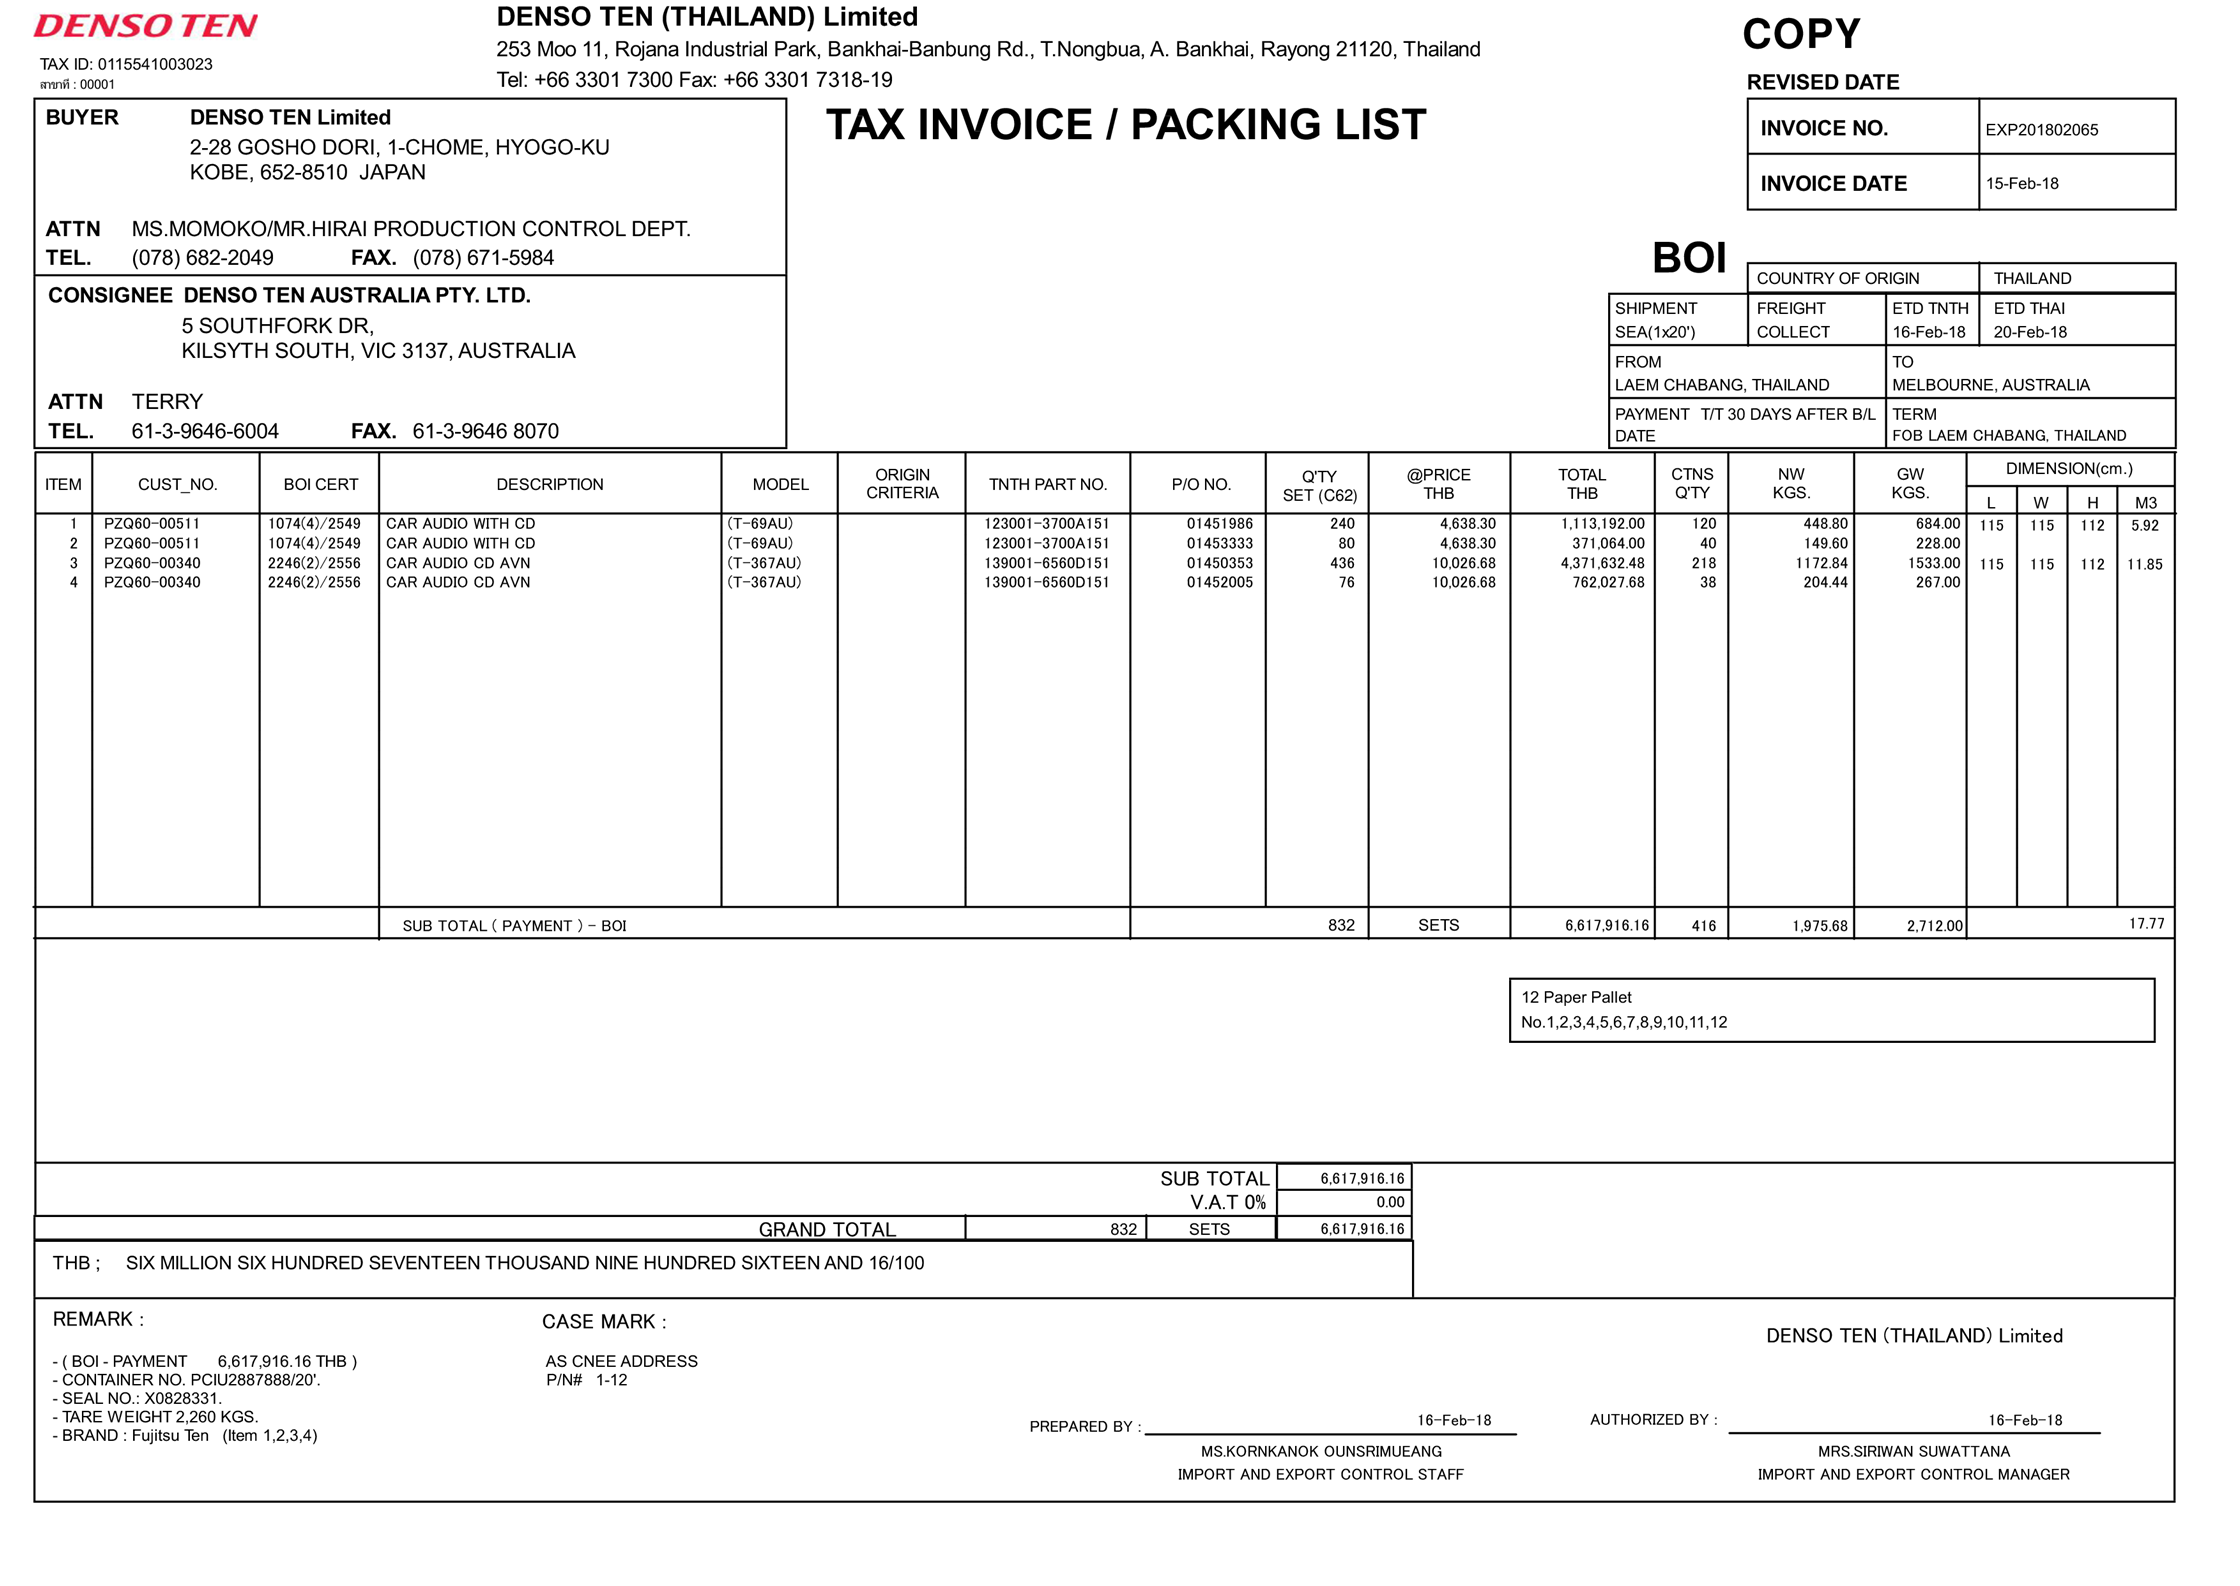 DENSO TEN
TAX ID: 0115541003023
สาขาที่ : 00001
DENSO TEN (THAILAND) Limited
253 Moo 11, Rojana Industrial Park, Bankhai-Banbung Rd., T.Nongbua, A. Bankhai, Rayong 21120, Thailand
Tel: +66 3301 7300 Fax: +66 3301 7318-19
COPY
REVISED DATE
TAX INVOICE / PACKING LIST
INVOICE NO. EXP201802065
INVOICE DATE 15-Feb-18
BUYER DENSO TEN Limited
2-28 GOSHO DORI, 1-CHOME, HYOGO-KU
KOBE, 652-8510 JAPAN
ATTN MS.MOMOKO/MR.HIRAI PRODUCTION CONTROL DEPT.
TEL. (078) 682-2049 FAX. (078) 671-5984
CONSIGNEE DENSO TEN AUSTRALIA PTY. LTD.
5 SOUTHFORK DR,
KILSYTH SOUTH, VIC 3137, AUSTRALIA
ATTN TERRY
TEL. 61-3-9646-6004 FAX. 61-3-9646 8070
BOI
COUNTRY OF ORIGIN THAILAND
SHIPMENT FREIGHT ETD TNTH ETD THAI
SEA(1x20') COLLECT 16-Feb-18 20-Feb-18
FROM TO
LAEM CHABANG, THAILAND MELBOURNE, AUSTRALIA
PAYMENT T/T 30 DAYS AFTER B/L TERM
DATE FOB LAEM CHABANG, THAILAND
ITEM CUST_NO. BOI CERT DESCRIPTION MODEL ORIGIN CRITERIA TNTH PART NO. P/O NO. Q'TY SET (C62) @PRICE THB TOTAL THB CTNS Q'TY NW KGS. GW KGS. DIMENSION(cm.)
L W H M3
1 PZQ60-00511 1074(4)/2549 CAR AUDIO WITH CD (T-69AU) 123001-3700A151 01451986 240 4,638.30 1,113,192.00 120 448.80 684.00 115 115 112 5.92
2 PZQ60-00511 1074(4)/2549 CAR AUDIO WITH CD (T-69AU) 123001-3700A151 01453333 80 4,638.30 371,064.00 40 149.60 228.00
3 PZQ60-00340 2246(2)/2556 CAR AUDIO CD AVN (T-367AU) 139001-6560D151 01450353 436 10,026.68 4,371,632.48 218 1172.84 1533.00 115 115 112 11.85
4 PZQ60-00340 2246(2)/2556 CAR AUDIO CD AVN (T-367AU) 139001-6560D151 01452005 76 10,026.68 762,027.68 38 204.44 267.00
SUB TOTAL ( PAYMENT ) - BOI 832 SETS 6,617,916.16 416 1,975.68 2,712.00 17.77
12 Paper Pallet
No.1,2,3,4,5,6,7,8,9,10,11,12
SUB TOTAL 6,617,916.16
V.A.T 0% 0.00
GRAND TOTAL 832 SETS 6,617,916.16
THB ; SIX MILLION SIX HUNDRED SEVENTEEN THOUSAND NINE HUNDRED SIXTEEN AND 16/100
REMARK :
- ( BOI - PAYMENT 6,617,916.16 THB )
- CONTAINER NO. PCIU2887888/20'.
- SEAL NO.: X0828331.
- TARE WEIGHT 2,260 KGS.
- BRAND : Fujitsu Ten (Item 1,2,3,4)
CASE MARK :
AS CNEE ADDRESS
P/N# 1-12
DENSO TEN (THAILAND) Limited
PREPARED BY : 16-Feb-18
MS.KORNKANOK OUNSRIMUEANG
IMPORT AND EXPORT CONTROL STAFF
AUTHORIZED BY : 16-Feb-18
MRS.SIRIWAN SUWATTANA
IMPORT AND EXPORT CONTROL MANAGER